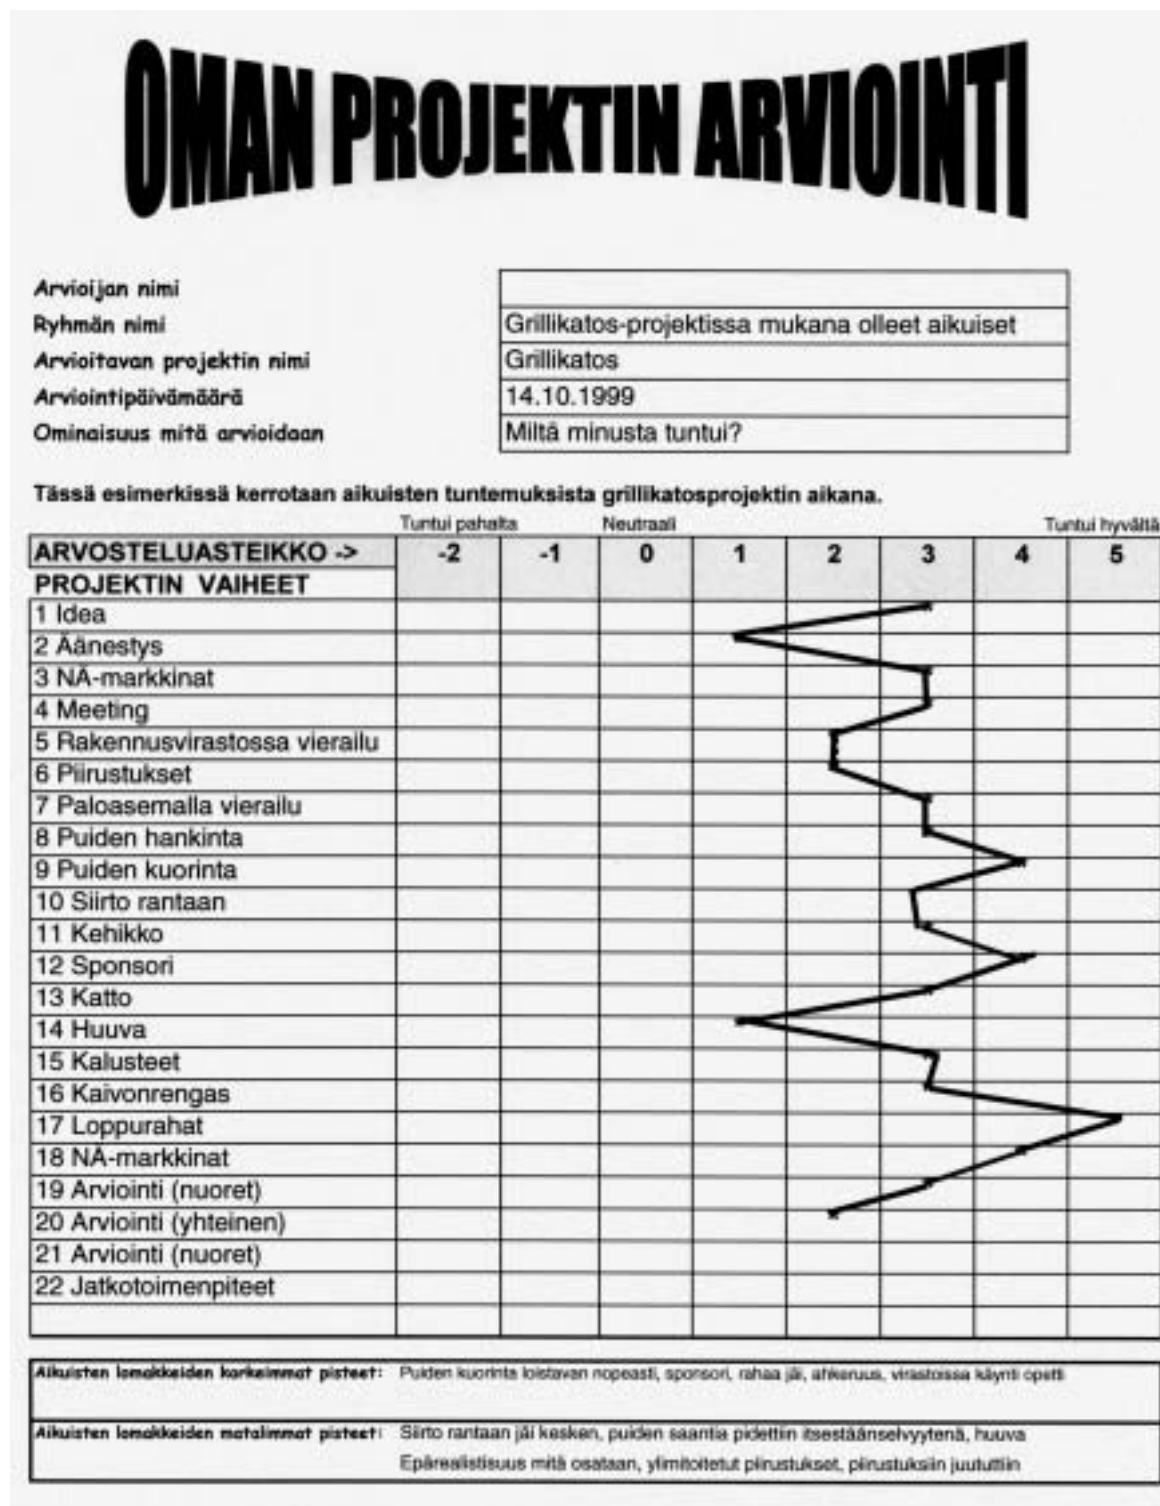 OMAN PROJEKTIN ARVIOINTI
Arvioijan nimi
Ryhmän nimi Grillikatos-projektissa mukana olleet aikuiset
Arvioitavan projektin nimi Grillikatos
Arviointipäivämäärä 14.10.1999
Ominaisuus mitä arvioidaan Miltä minusta tuntui?
Tässä esimerkissä kerrotaan aikuisten tuntemuksista grillikatosprojektin aikana.
Tuntui pahalta Neutraali Tuntui hyvältä
ARVOSTELUASTEIKKO -> -2 -1 0 1 2 3 4 5
PROJEKTIN VAIHEET
1 Idea
2 Äänestys
3 NÄ-markkinat
4 Meeting
5 Rakennusvirastossa vierailu
6 Piirustukset
7 Paloasemalla vierailu
8 Puiden hankinta
9 Puiden kuorinta
10 Siirto rantaan
11 Kehikko
12 Sponsori
13 Katto
14 Huuva
15 Kalusteet
16 Kaivonrengas
17 Loppurahat
18 NÄ-markkinat
19 Arviointi (nuoret)
20 Arviointi (yhteinen)
21 Arviointi (nuoret)
22 Jatkotoimenpiteet
Aikuisten lomakkeiden korkeimmat pisteet: Puiden kuorinta loistavan nopeasti, sponsori, rahaa jäi, ahkeruus, virastoissa käynti opetti
Aikuisten lomakkeiden matalimmat pisteet: Siirto rantaan jäi kesken, puiden saantia pidettiin itsestäänselvyytenä, huuva
Epärealistisuus mitä osataan, ylimitoitetut piirustukset, piirustuksiin juututtiin